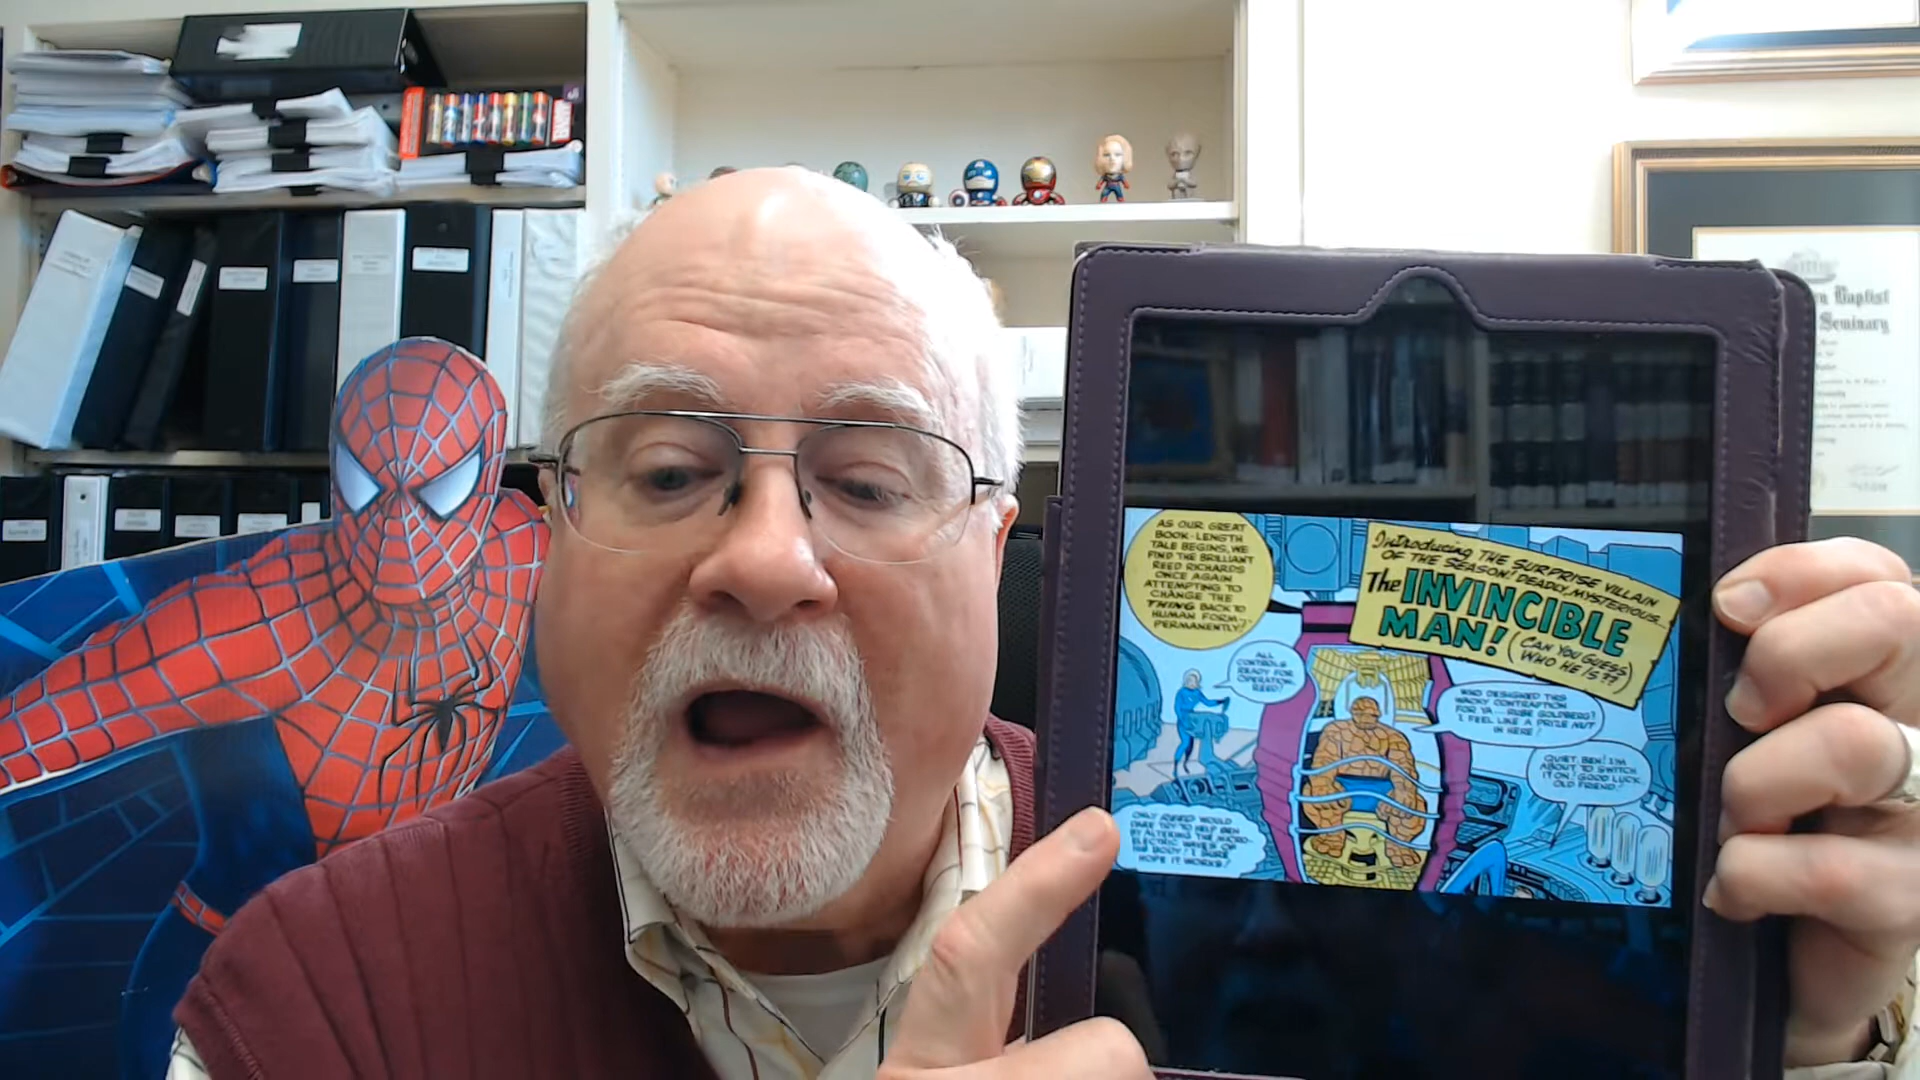 AS OUR GREAT
BOOK-LENGTH
TALE BEGINS, WE
FIND THE BRILLIANT
REED RICHARDS
ONCE AGAIN
ATTEMPTING TO
CHANGE THE
THING BACK TO
HUMAN FORM--
PERMANENTLY!
Introducing THE SURPRISE VILLAIN
OF THE SEASON! DEADLY, MYSTERIOUS...
The INVINCIBLE
MAN! (CAN YOU GUESS
WHO HE IS??)
ALL
CONTROLS
READY FOR
OPERATION,
REED!
WHO DESIGNED THIS
WACKY CONTRAPTION
FOR YA -- RUBE GOLDBERG?
I FEEL LIKE A PRIZE NUT
IN HERE!
QUIET, BEN! I'M
ABOUT TO SWITCH
IT ON! GOOD LUCK,
OLD FRIEND!
ONLY REED WOULD
DARE TRY TO HELP BEN
BY ALTERING THE MICRO-
ELECTRIC WAVES OF
HIS BODY! I SURE
HOPE IT WORKS!
Baptist
Seminary